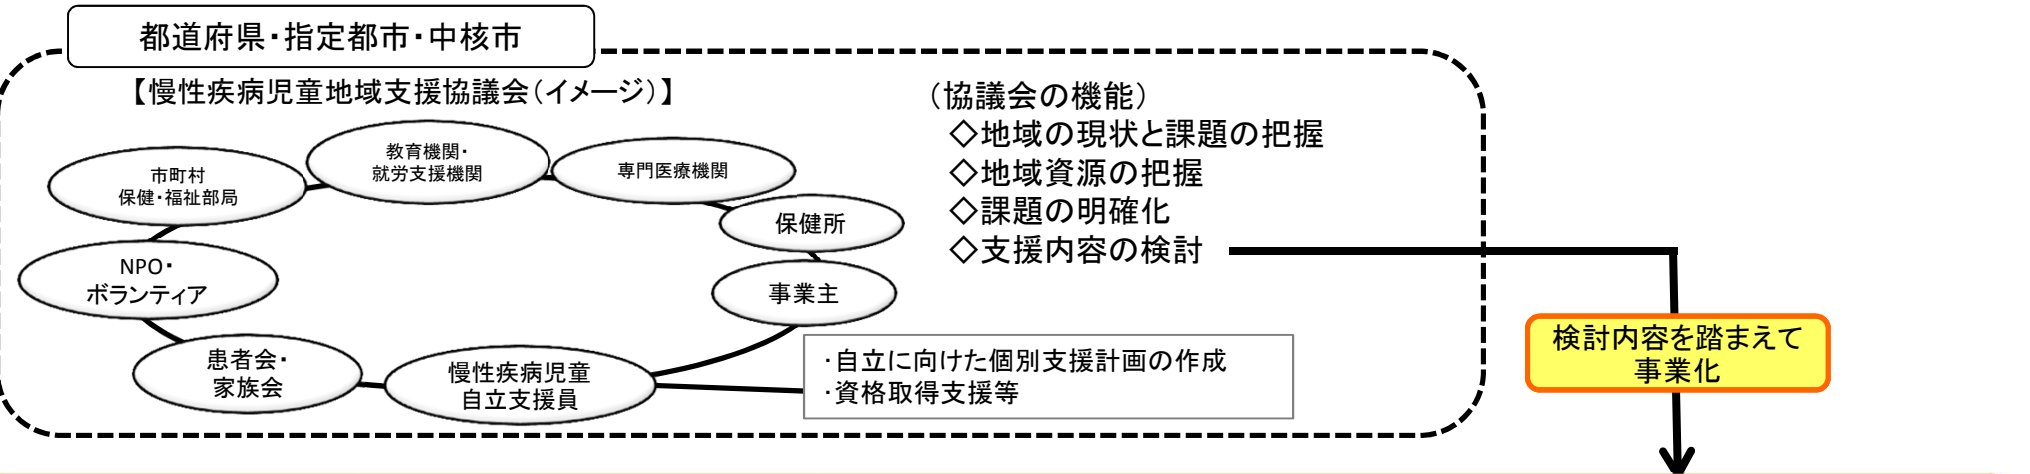 都道府県・指定都市・中核市
【慢性疾病児童地域支援協議会（イメージ）】
市町村
保健・福祉部局
教育機関・
就労支援機関
専門医療機関
保健所
事業主
NPO・
ボランティア
患者会・
家族会
慢性疾病児童
自立支援員
・自立に向けた個別支援計画の作成
・資格取得支援等
（協議会の機能）
◇地域の現状と課題の把握
◇地域資源の把握
◇課題の明確化
◇支援内容の検討
検討内容を踏まえて
事業化